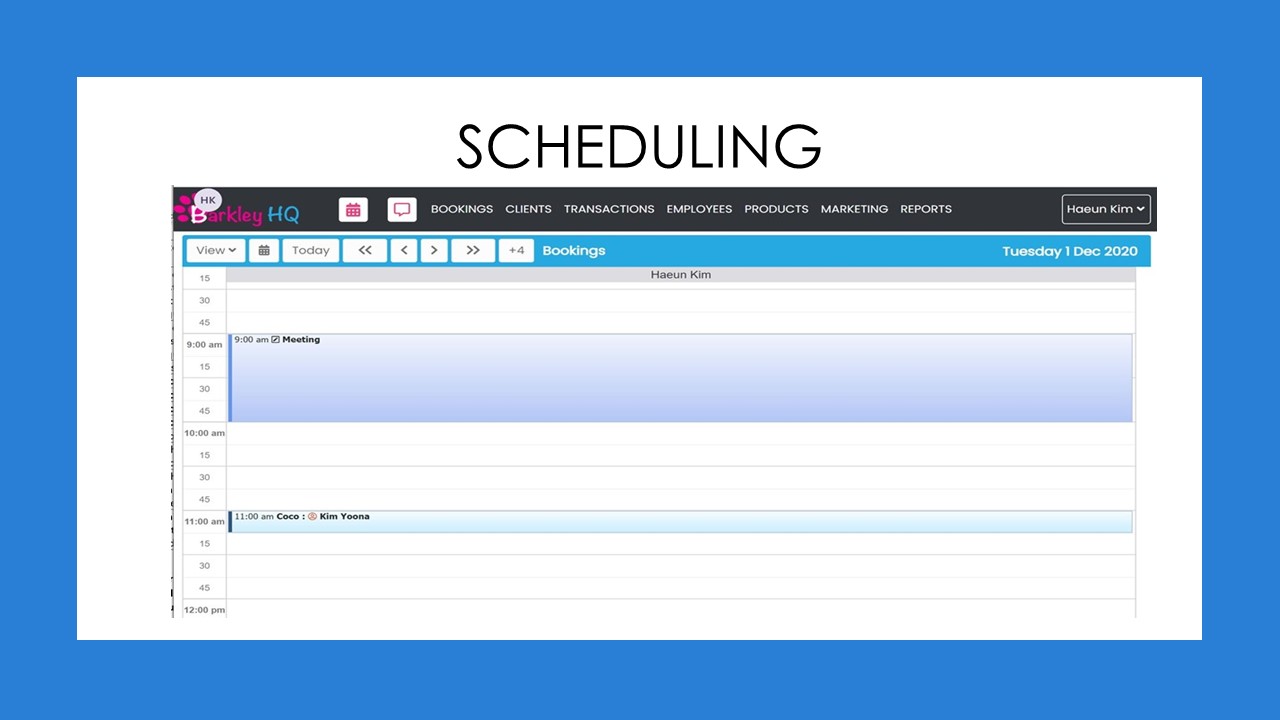 SCHEDULING
HK
Barkley HQ
BOOKINGS CLIENTS TRANSACTIONS EMPLOYEES PRODUCTS MARKETING REPORTS
Haeun Kim
View Today << < > >> +4 Bookings Tuesday 1 Dec 2020
Haeun Kim
15
30
45
9:00 am 9:00 am Meeting
15
30
45
10:00 am
15
30
45
11:00 am 11:00 am Coco : Kim Yoona
15
30
45
12:00 pm